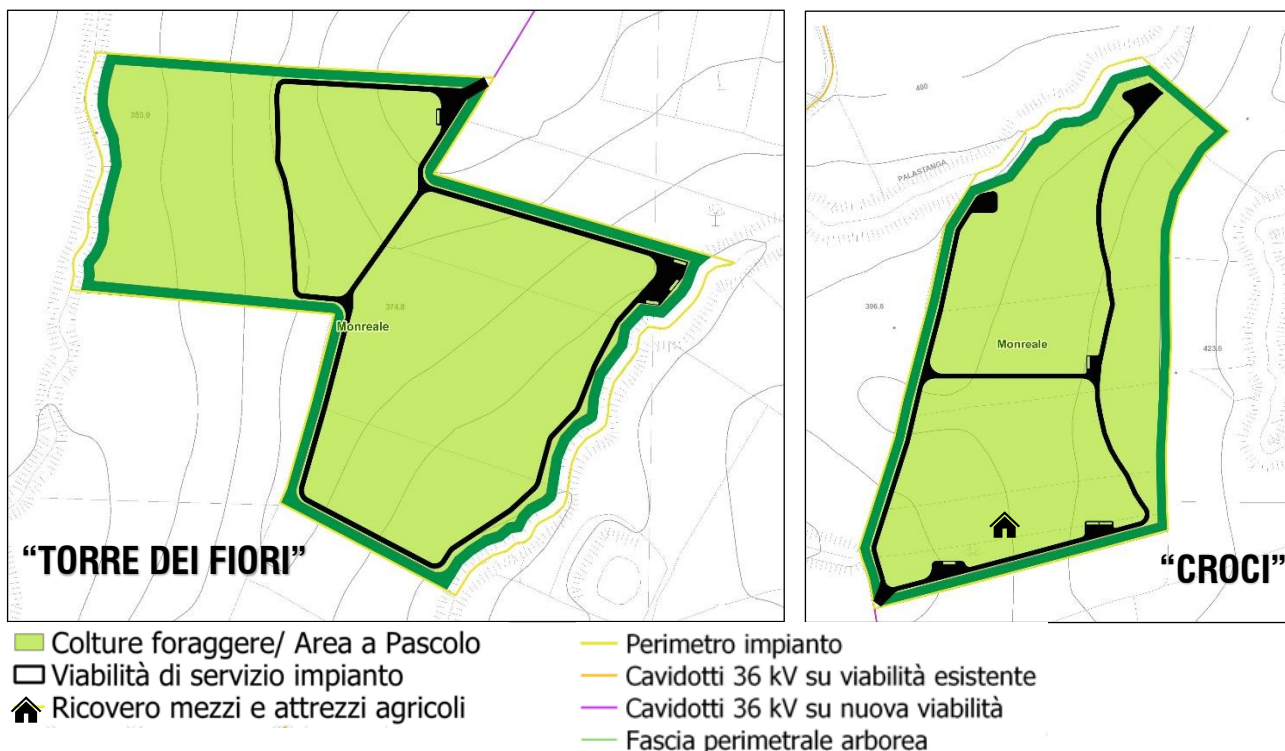 350.0
374.8
Monreale
"TORRE DEI FIORI"
400
PALASTANGA
396.6
Monreale
423.6
"CROCI"
Colture foraggere/ Area a Pascolo
Viabilità di servizio impianto
Ricovero mezzi e attrezzi agricoli
Perimetro impianto
Cavidotti 36 kV su viabilità esistente
Cavidotti 36 kV su nuova viabilità
Fascia perimetrale arborea